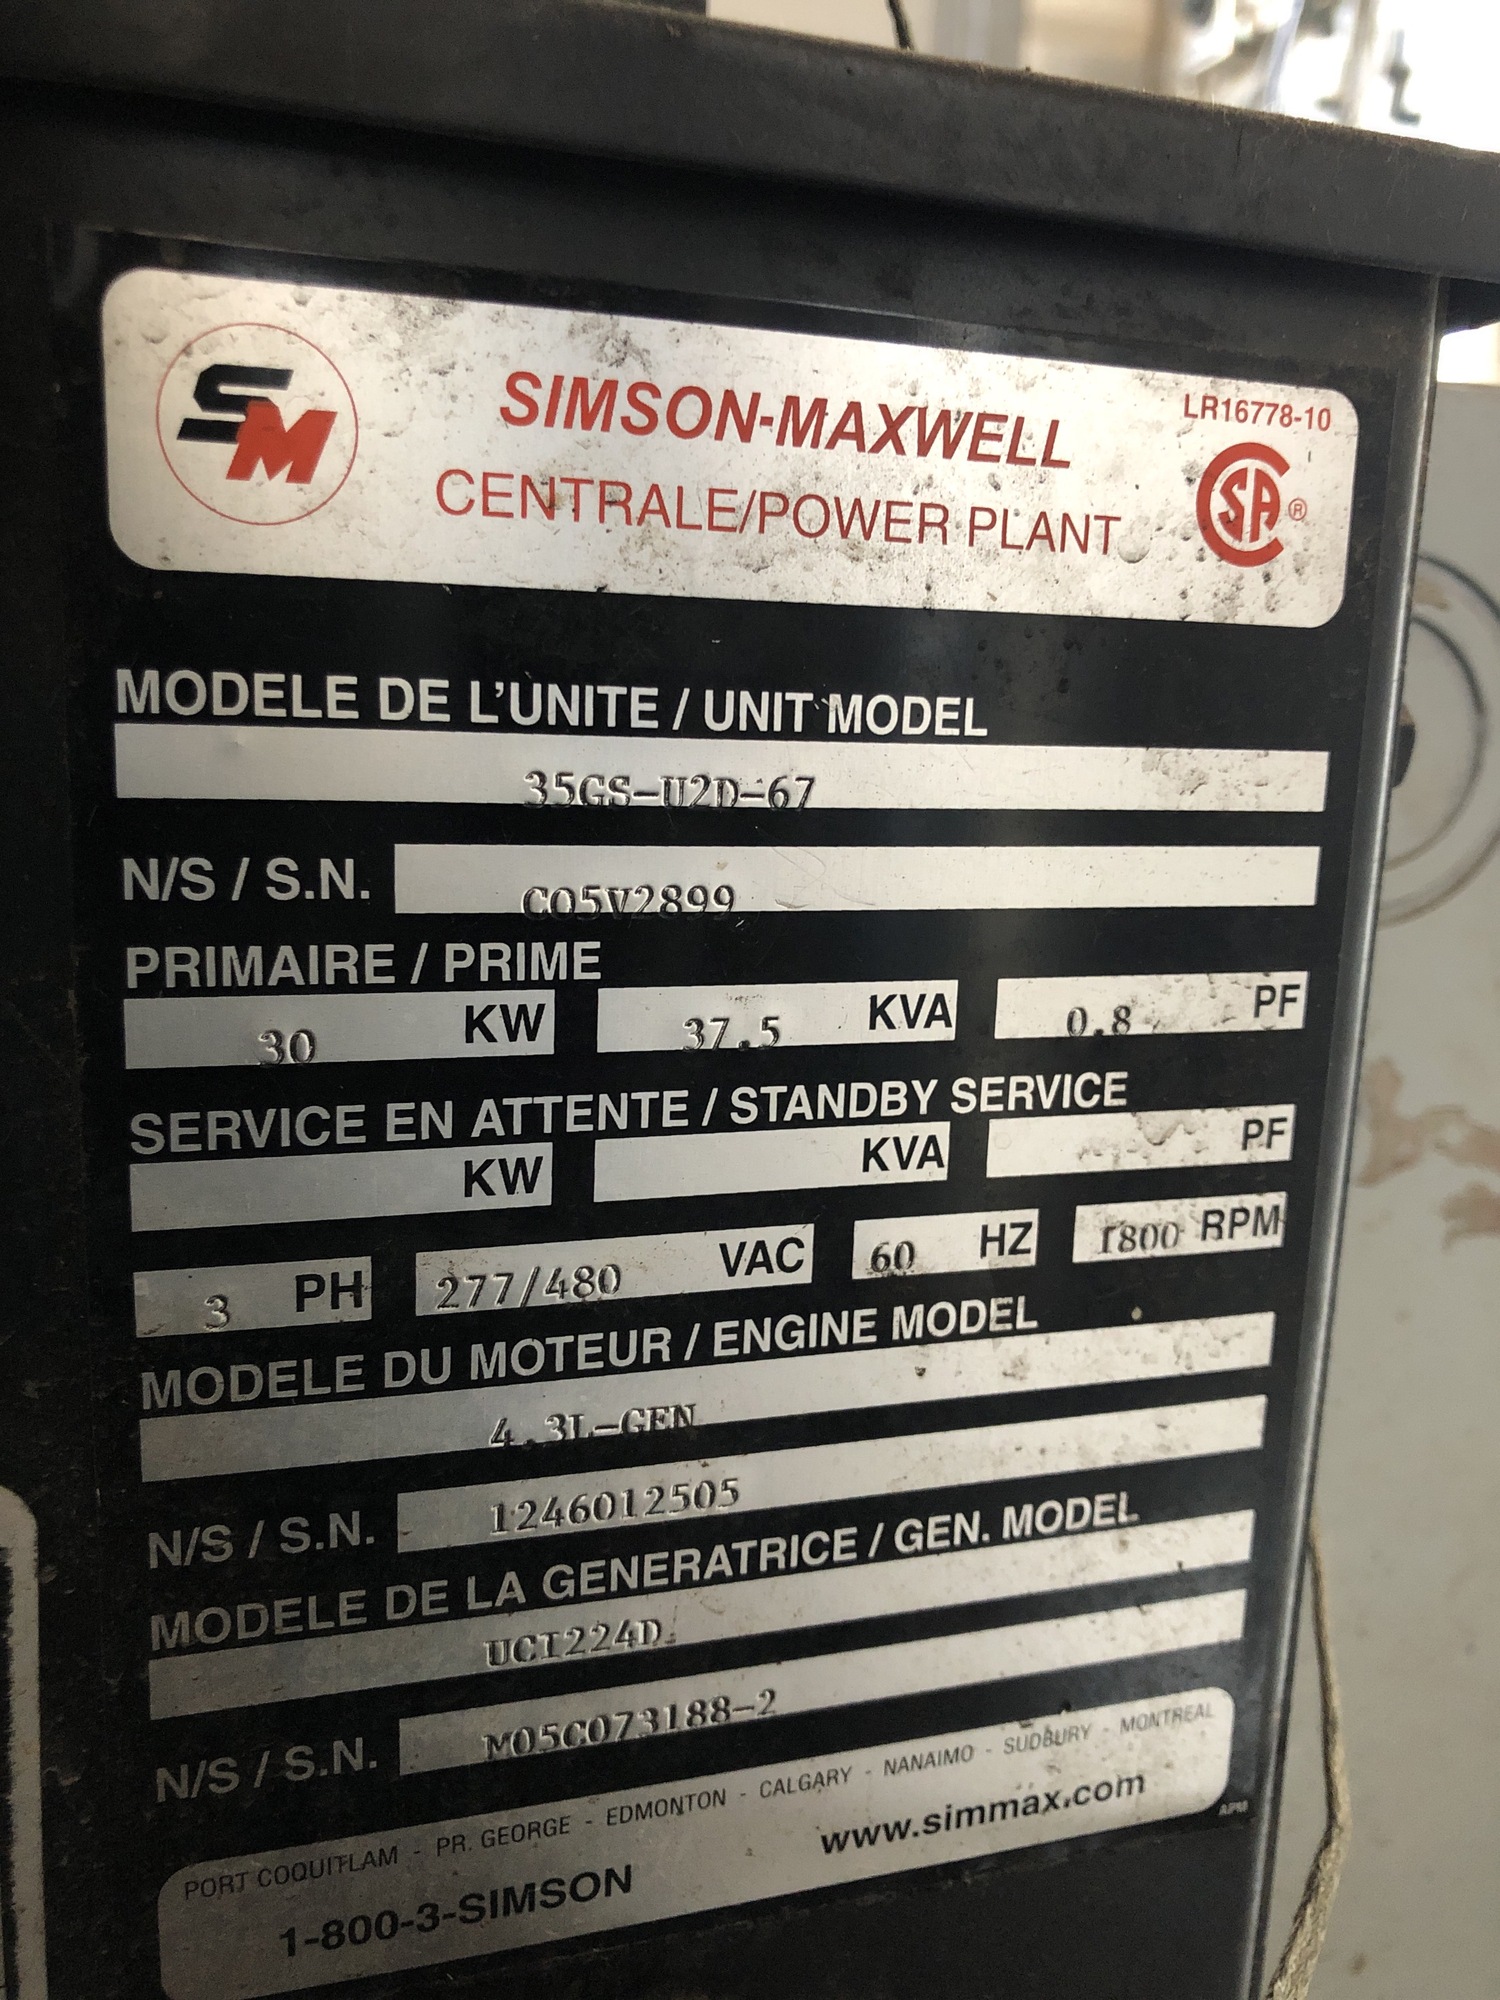 SM
SIMSON-MAXWELL
CENTRALE/POWER PLANT
LR16778-10
SA®
MODELE DE L'UNITE / UNIT MODEL
35GS-U2D-67
N/S / S.N. C05V2899
PRIMAIRE / PRIME
30 KW 37.5 KVA 0.8 PF
SERVICE EN ATTENTE / STANDBY SERVICE
KW KVA PF
3 PH 277/480 VAC 60 HZ 1800 RPM
MODELE DU MOTEUR / ENGINE MODEL
4.3L-GEN
N/S / S.N. 1246012505
MODELE DE LA GENERATRICE / GEN. MODEL
UCI224D
N/S / S.N. M05C073188-2
PORT COQUITLAM - PR. GEORGE - EDMONTON - CALGARY - NANAIMO - SUDBURY - MONTREAL
1-800-3-SIMSON www.simmax.com
APM